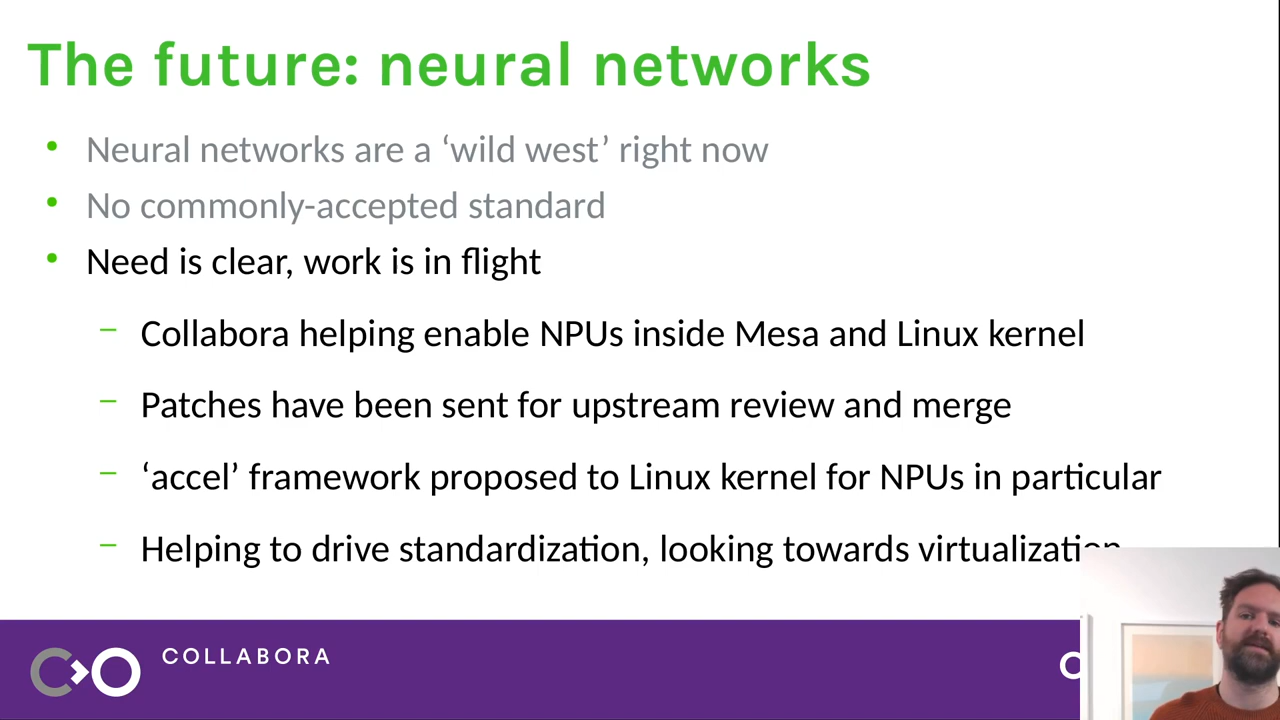 The future: neural networks
Neural networks are a ‘wild west’ right now
No commonly-accepted standard
Need is clear, work is in flight
Collabora helping enable NPUs inside Mesa and Linux kernel
Patches have been sent for upstream review and merge
‘accel’ framework proposed to Linux kernel for NPUs in particular
Helping to drive standardization, looking towards virtualization
COLLABORA